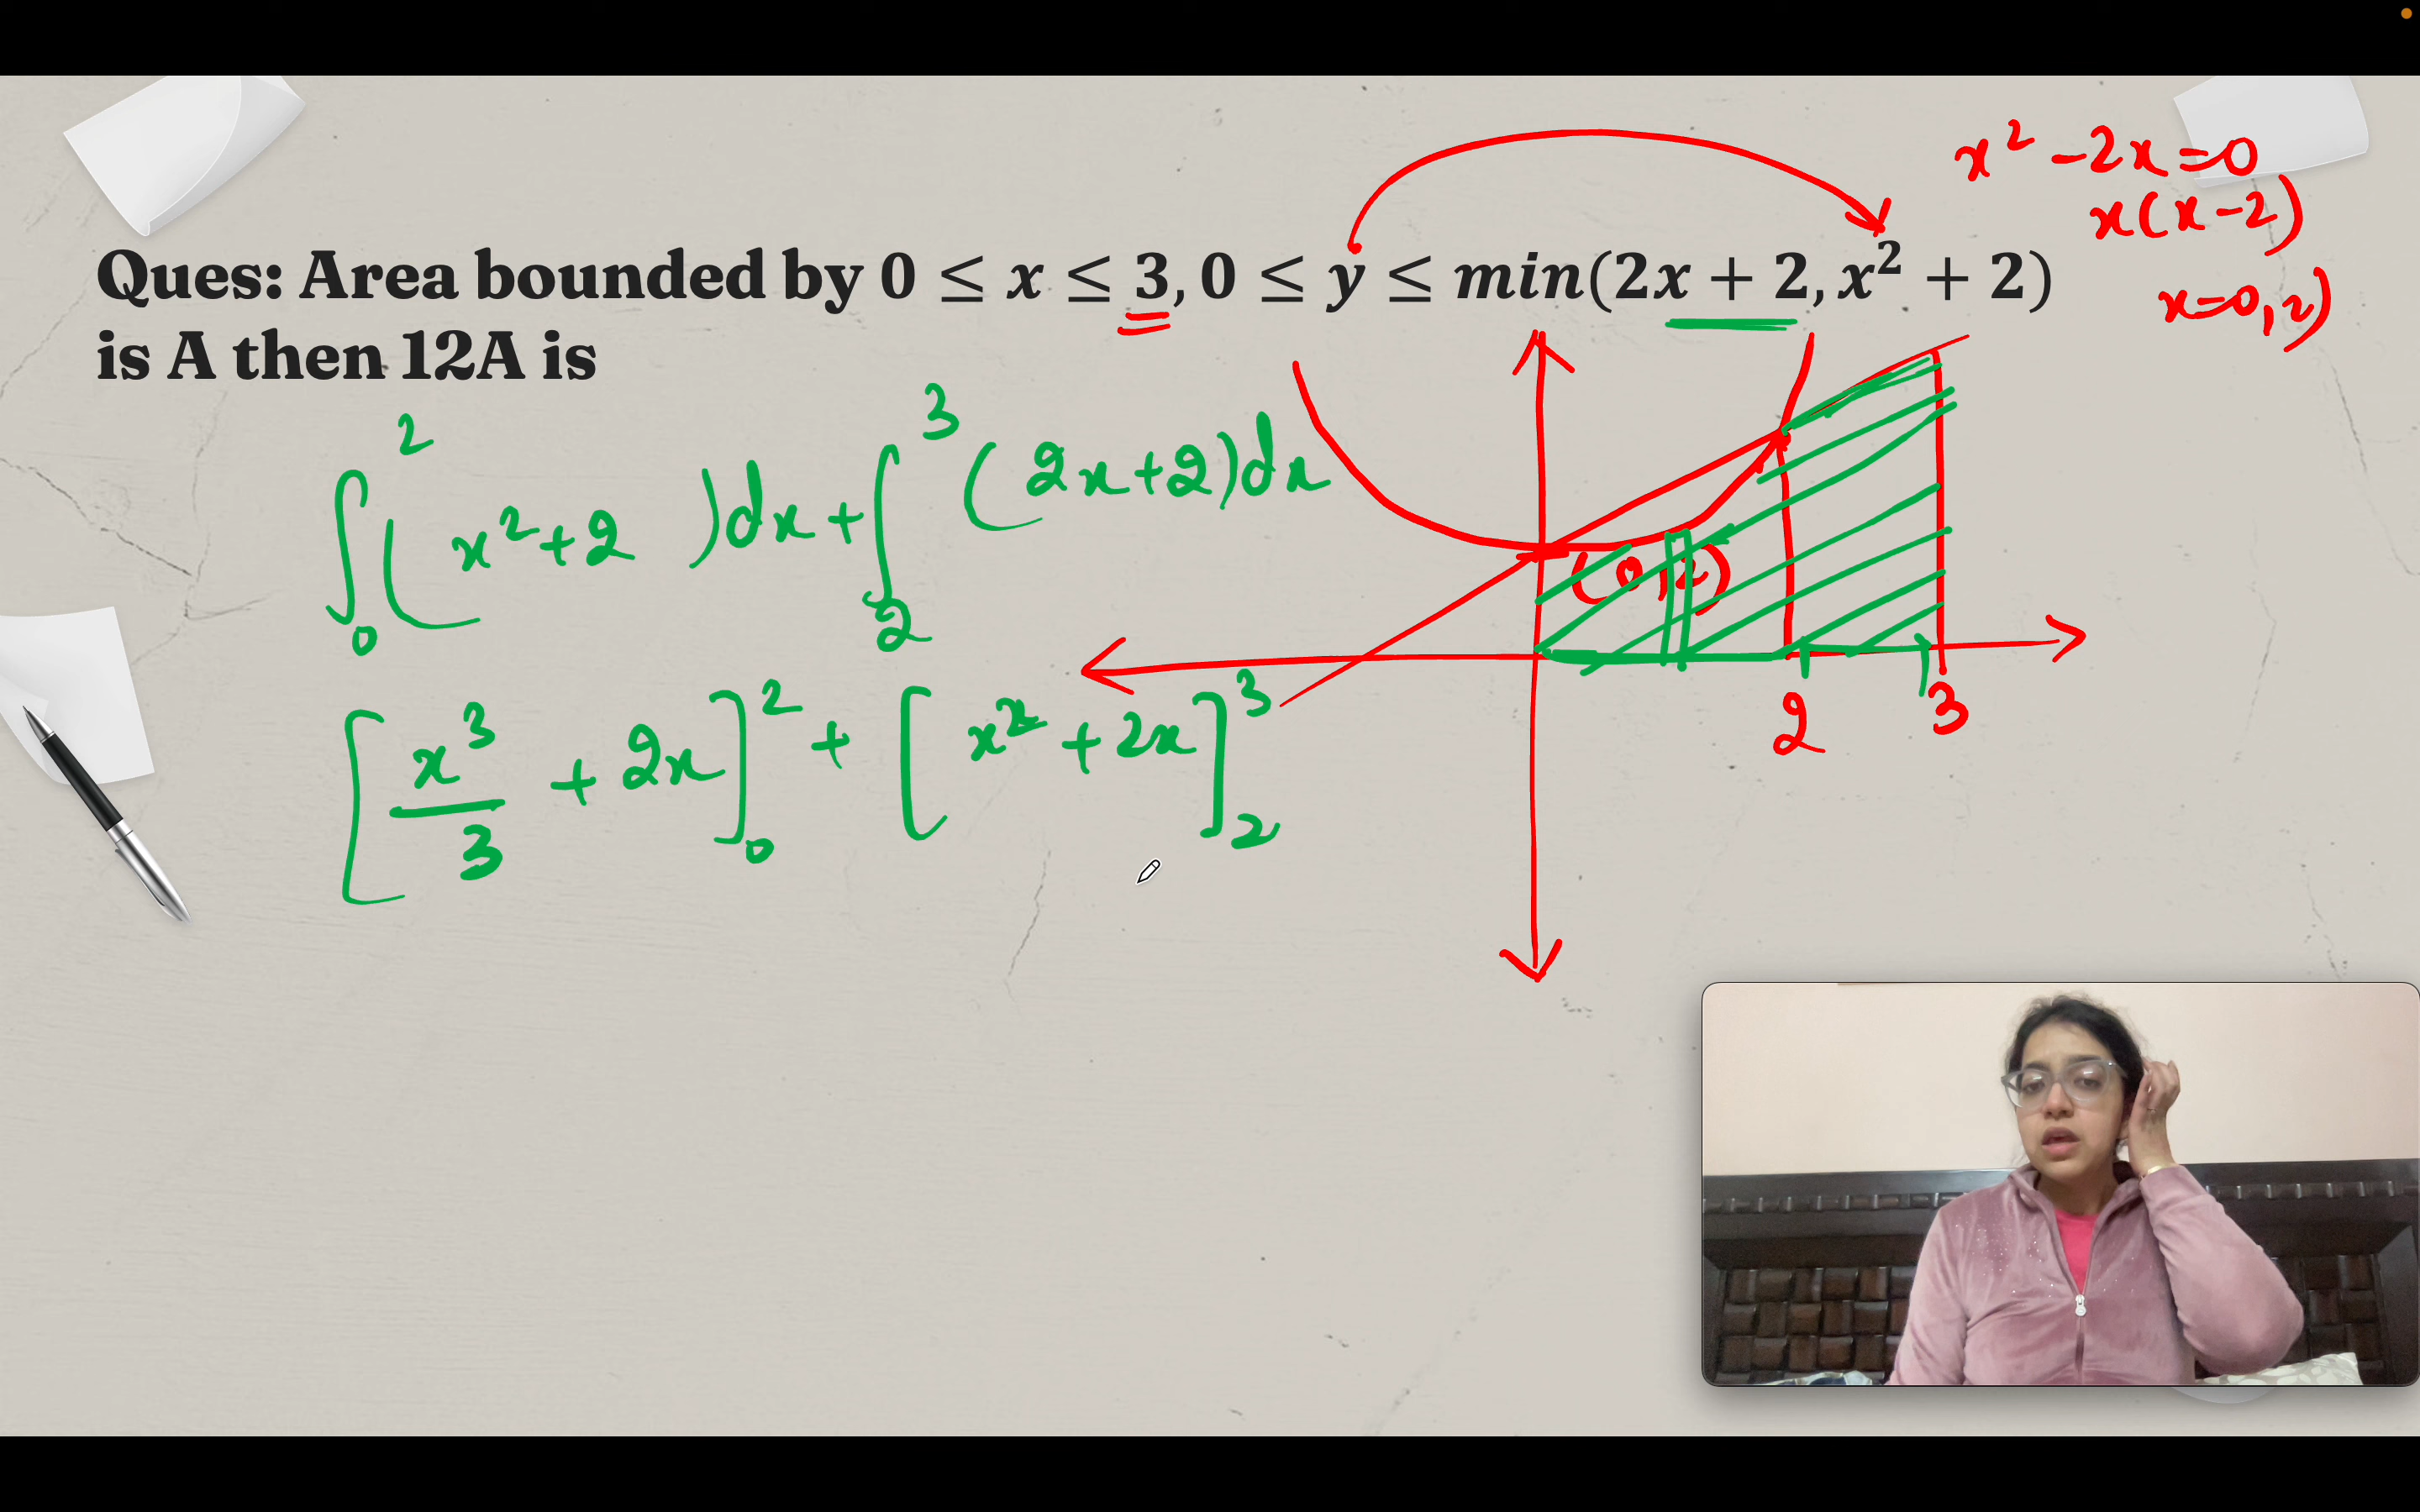 Ques: Area bounded by 0 ≤ x ≤ 3, 0 ≤ y ≤ min(2x + 2, x² + 2)
is A then 12A is
x² - 2x = 0
x(x-2)
x=0,2)
∫₀² (x²+2)dx + ∫₂³ (2x+2)dx
(0,2)
[x³/3 + 2x]₀² + [x² + 2x]₂³
2
3